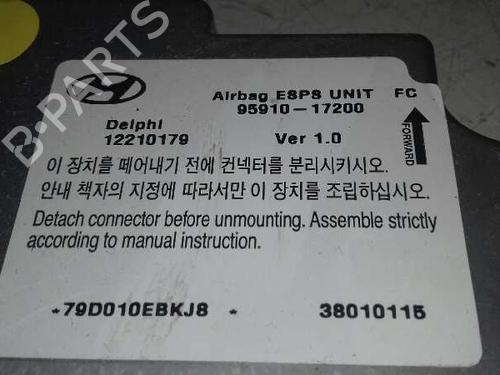 Airbag E8P8 UNIT FC
95910-17200
Delphi
12210179 Ver 1.0
FORWARD
이 장치를 떼어내기 전에 컨넥터를 분리시키시오.
안내 책자의 지정에 따라서만 이 장치를 조립하십시오.
Detach connector before unmounting. Assemble strictly
according to manual instruction.
*79D010EBKJ8 38010115
B-PARTS